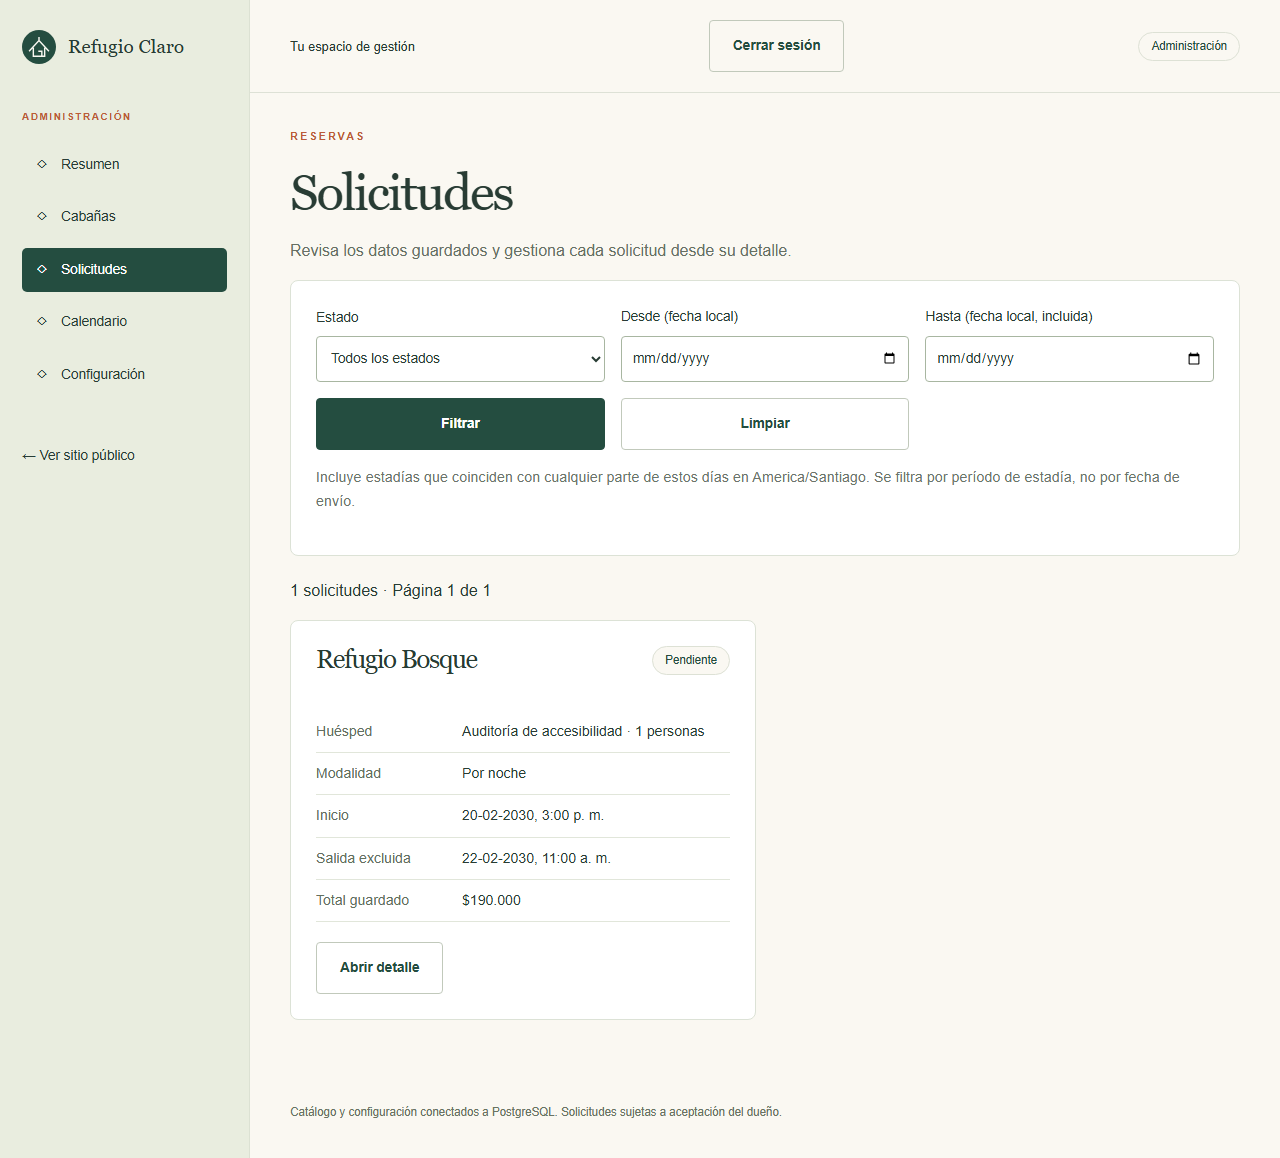 Refugio Claro
Tu espacio de gestión
Cerrar sesión
Administración
ADMINISTRACIÓN
Resumen
Cabañas
Solicitudes
Calendario
Configuración
← Ver sitio público
RESERVAS
Solicitudes
Revisa los datos guardados y gestiona cada solicitud desde su detalle.
Estado
Desde (fecha local)
Hasta (fecha local, incluida)
Todos los estados
mm/dd/yyyy
mm/dd/yyyy
Filtrar
Limpiar
Incluye estadías que coinciden con cualquier parte de estos días en America/Santiago. Se filtra por período de estadía, no por fecha de
envío.
1 solicitudes · Página 1 de 1
Refugio Bosque
Pendiente
Huésped Auditoría de accesibilidad · 1 personas
Modalidad Por noche
Inicio 20-02-2030, 3:00 p. m.
Salida excluida 22-02-2030, 11:00 a. m.
Total guardado $190.000
Abrir detalle
Catálogo y configuración conectados a PostgreSQL. Solicitudes sujetas a aceptación del dueño.